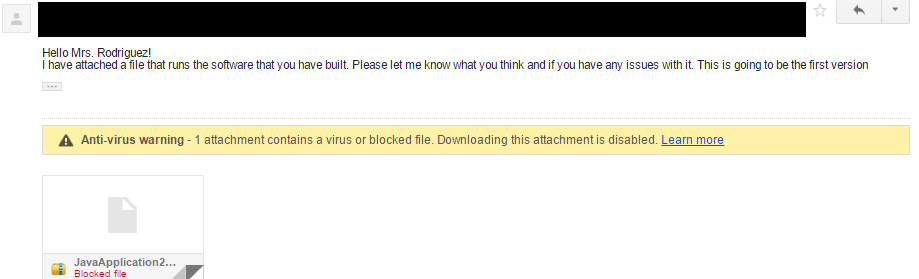 Hello Mrs. Rodriguez!
I have attached a file that runs the software that you have built. Please let me know what you think and if you have any issues with it. This is going to be the first version
Anti-virus warning - 1 attachment contains a virus or blocked file. Downloading this attachment is disabled. Learn more
JavaApplication2...
Blocked file